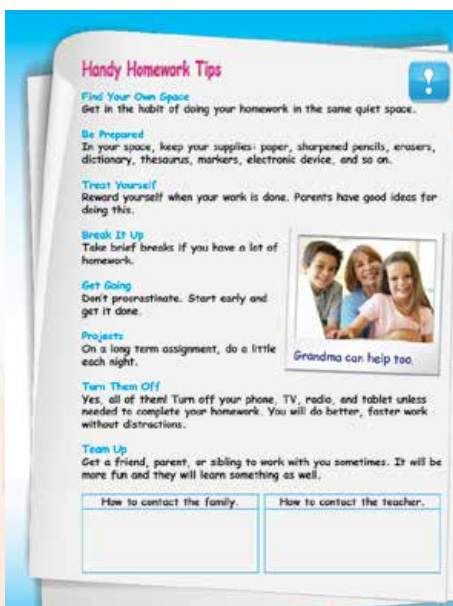 Handy Homework Tips
!
Find Your Own Space
Get in the habit of doing your homework in the same quiet space.
Be Prepared
In your space, keep your supplies: paper, sharpened pencils, erasers,
dictionary, thesaurus, markers, electronic device, and so on.
Treat Yourself
Reward yourself when your work is done. Parents have good ideas for
doing this.
Break It Up
Take brief breaks if you have a lot of
homework.
Get Going
Don't procrastinate. Start early and
get it done.
Projects
On a long term assignment, do a little
each night.
Grandma can help too.
Turn Them Off
Yes, all of them! Turn off your phone, TV, radio, and tablet unless
needed to complete your homework. You will do better, faster work
without distractions.
Team Up
Get a friend, parent, or sibling to work with you sometimes. It will be
more fun and they will learn something as well.
How to contact the family.
How to contact the teacher.